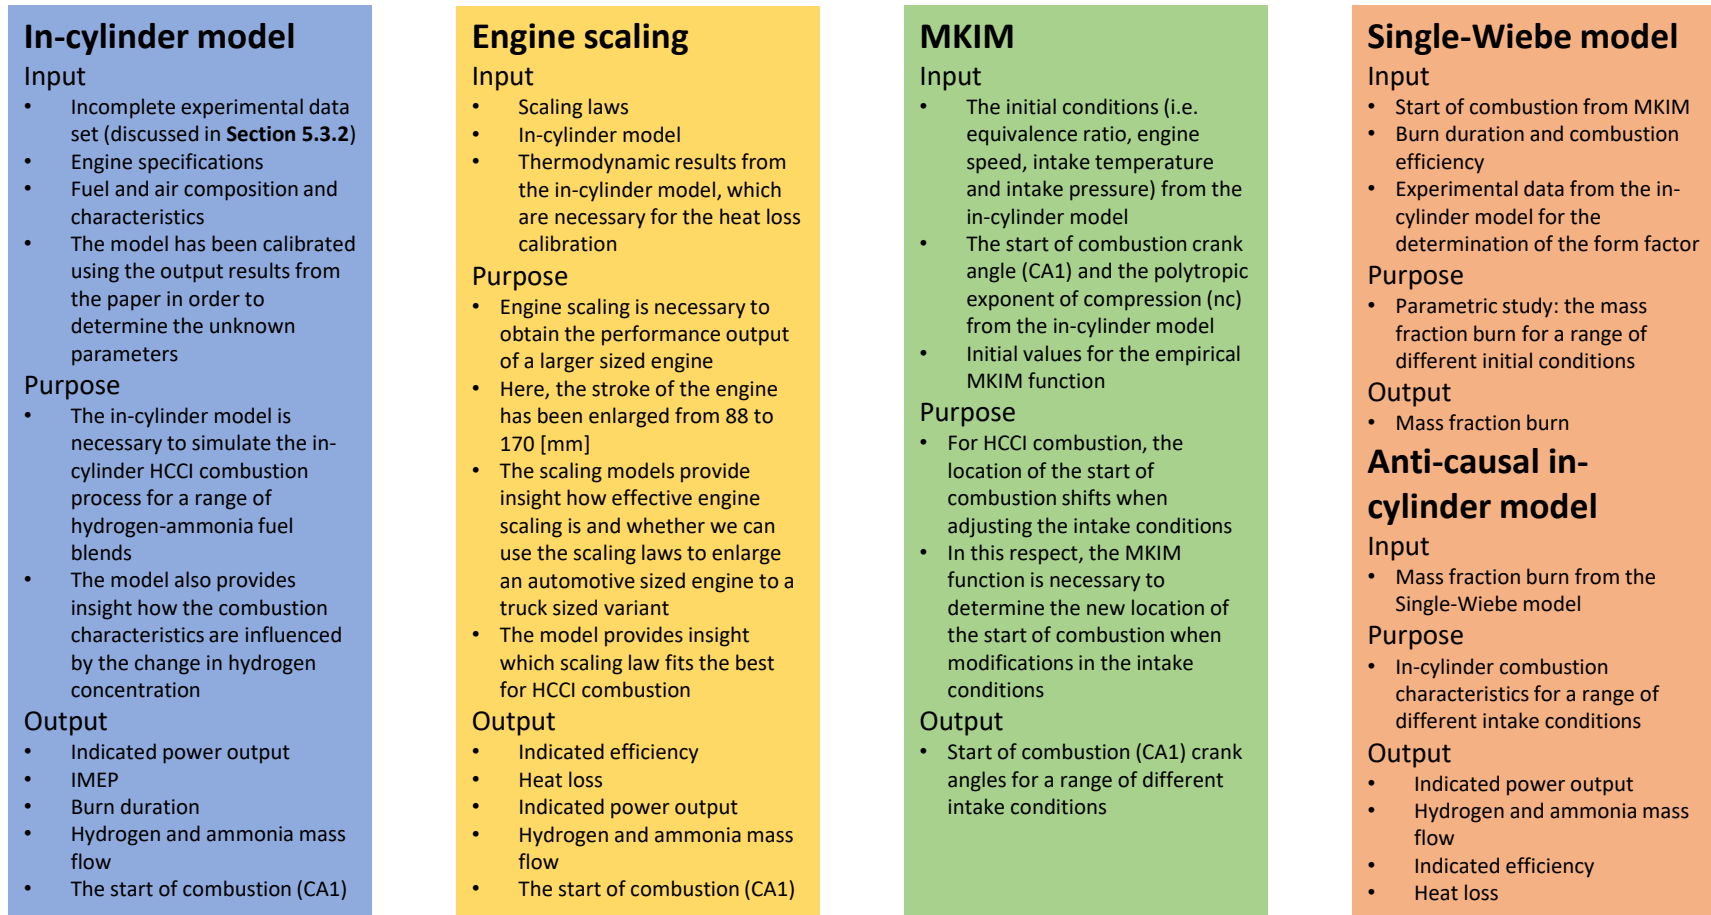 In-cylinder model
Input
• Incomplete experimental data
set (discussed in Section 5.3.2)
• Engine specifications
• Fuel and air composition and
characteristics
• The model has been calibrated
using the output results from
the paper in order to
determine the unknown
parameters
Purpose
• The in-cylinder model is
necessary to simulate the in-
cylinder HCCI combustion
process for a range of
hydrogen-ammonia fuel
blends
• The model also provides
insight how the combustion
characteristics are influenced
by the change in hydrogen
concentration
Output
• Indicated power output
• IMEP
• Burn duration
• Hydrogen and ammonia mass
flow
• The start of combustion (CA1)
Engine scaling
Input
• Scaling laws
• In-cylinder model
• Thermodynamic results from
the in-cylinder model, which
are necessary for the heat loss
calibration
Purpose
• Engine scaling is necessary to
obtain the performance output
of a larger sized engine
• Here, the stroke of the engine
has been enlarged from 88 to
170 [mm]
• The scaling models provide
insight how effective engine
scaling is and whether we can
use the scaling laws to enlarge
an automotive sized engine to a
truck sized variant
• The model provides insight
which scaling law fits the best
for HCCI combustion
Output
• Indicated efficiency
• Heat loss
• Indicated power output
• Hydrogen and ammonia mass
flow
• The start of combustion (CA1)
MKIM
Input
• The initial conditions (i.e.
equivalence ratio, engine
speed, intake temperature
and intake pressure) from the
in-cylinder model
• The start of combustion crank
angle (CA1) and the polytropic
exponent of compression (nc)
from the in-cylinder model
• Initial values for the empirical
MKIM function
Purpose
• For HCCI combustion, the
location of the start of
combustion shifts when
adjusting the intake conditions
• In this respect, the MKIM
function is necessary to
determine the new location of
the start of combustion when
modifications in the intake
conditions
Output
• Start of combustion (CA1) crank
angles for a range of different
intake conditions
Single-Wiebe model
Input
• Start of combustion from MKIM
• Burn duration and combustion
efficiency
• Experimental data from the in-
cylinder model for the
determination of the form factor
Purpose
• Parametric study: the mass
fraction burn for a range of
different initial conditions
Output
• Mass fraction burn
Anti-causal in-
cylinder model
Input
• Mass fraction burn from the
Single-Wiebe model
Purpose
• In-cylinder combustion
characteristics for a range of
different intake conditions
Output
• Indicated power output
• Hydrogen and ammonia mass
flow
• Indicated efficiency
• Heat loss